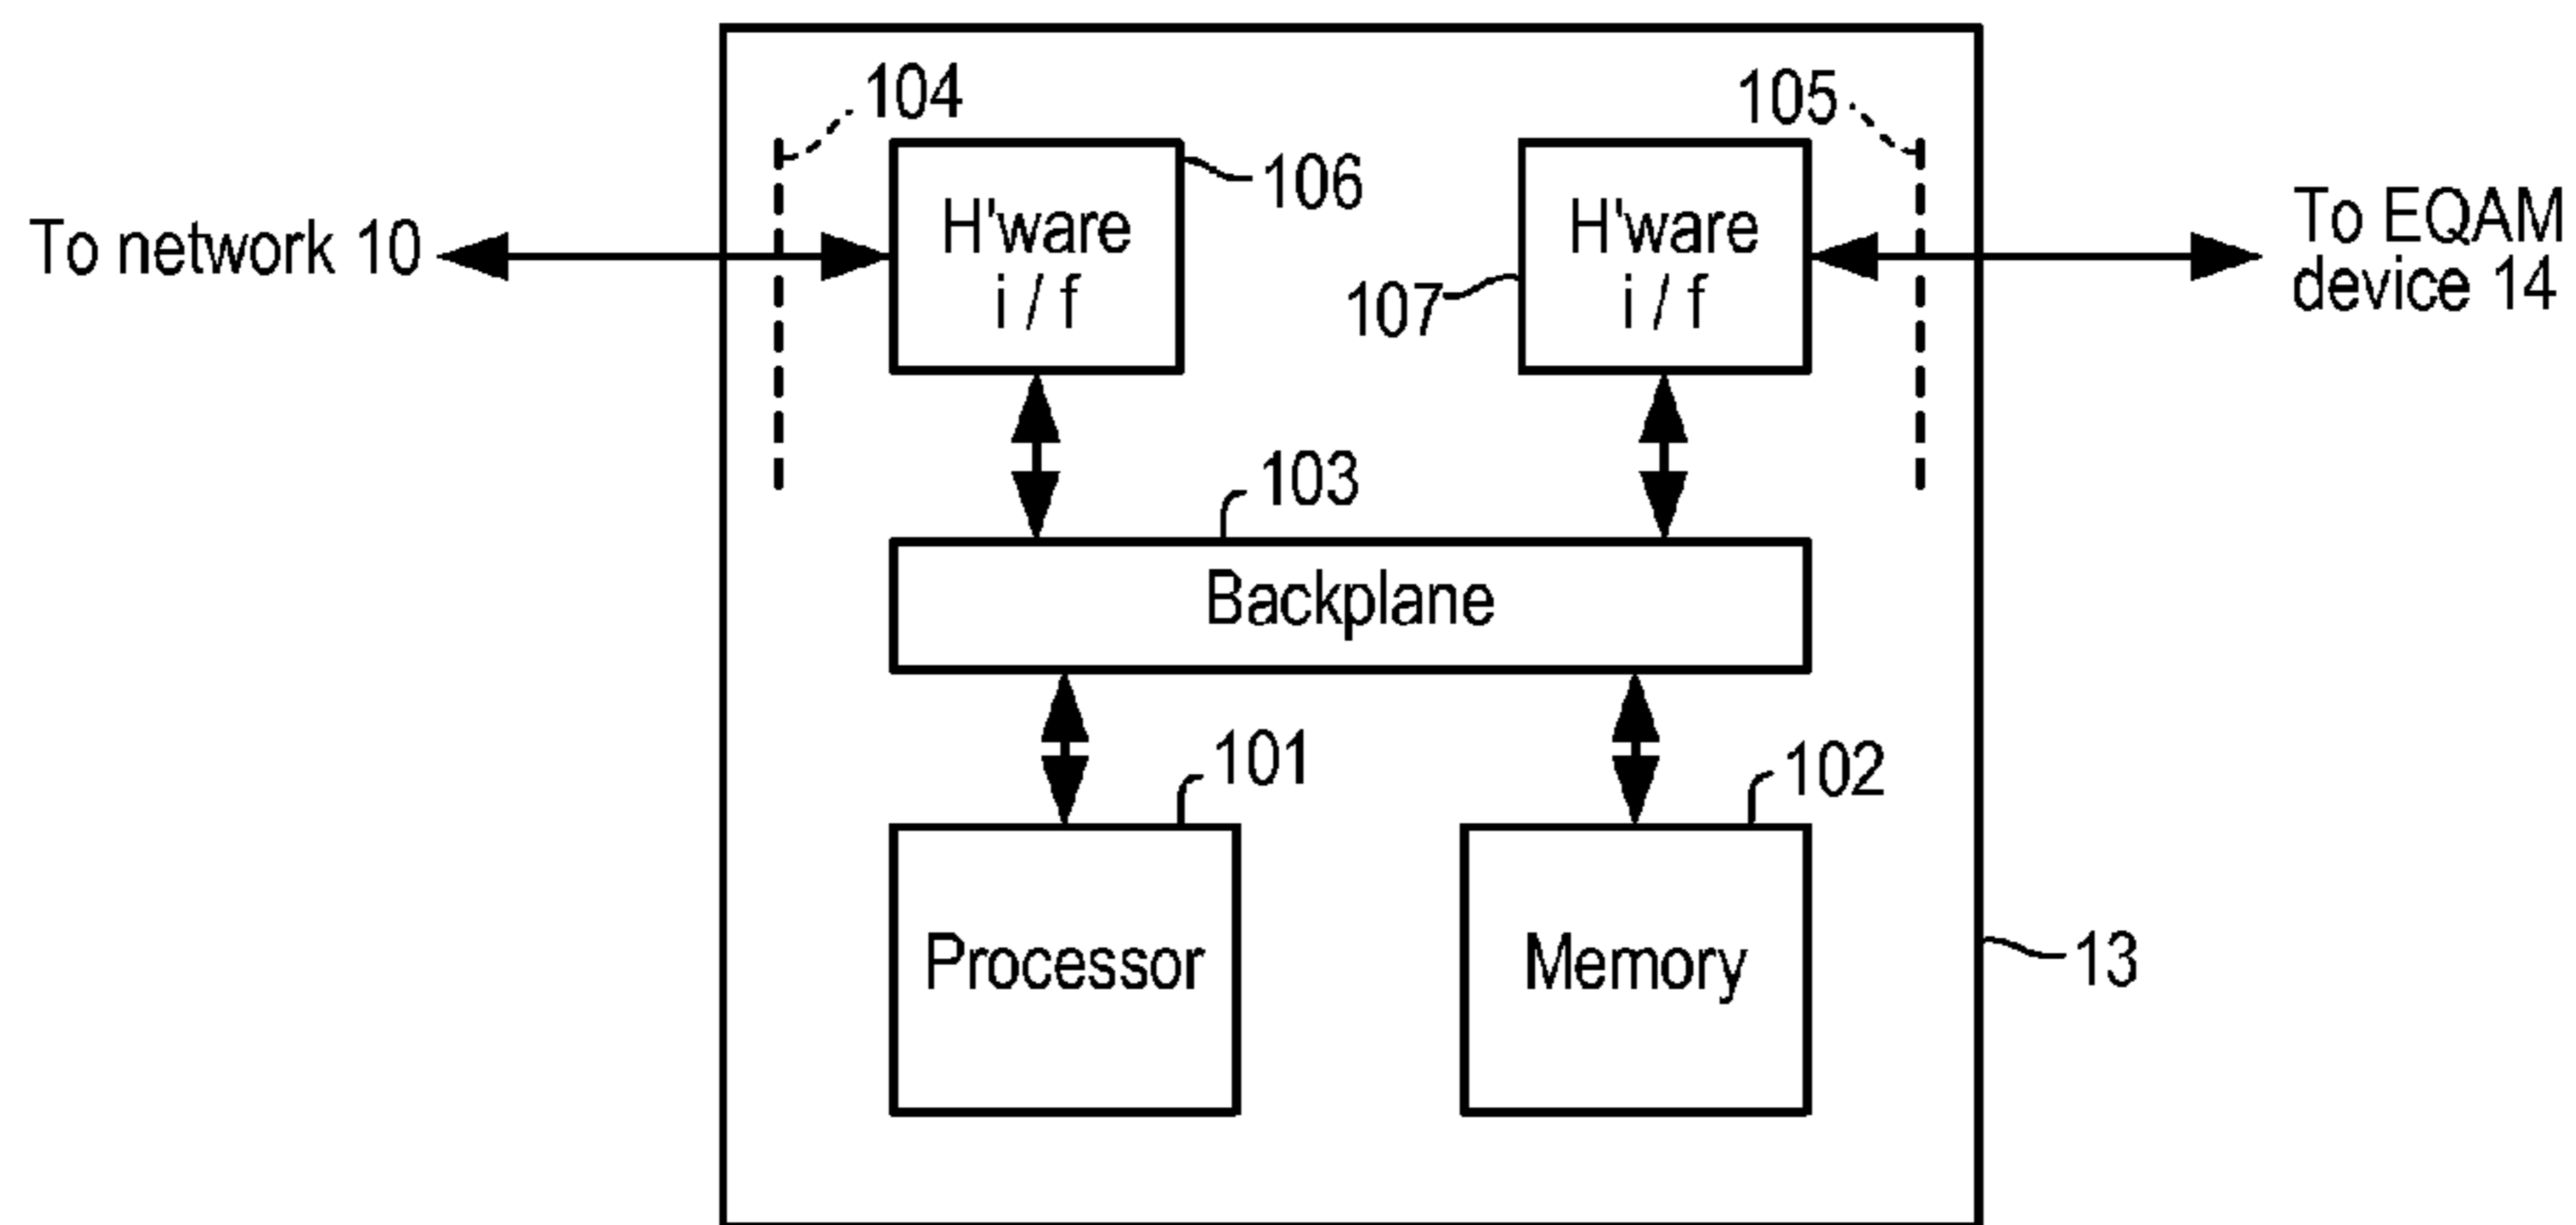 104
105
106
To network 10
H'ware
i / f
107
H'ware
i / f
To EQAM
device 14
103
Backplane
101
102
Processor
Memory
13